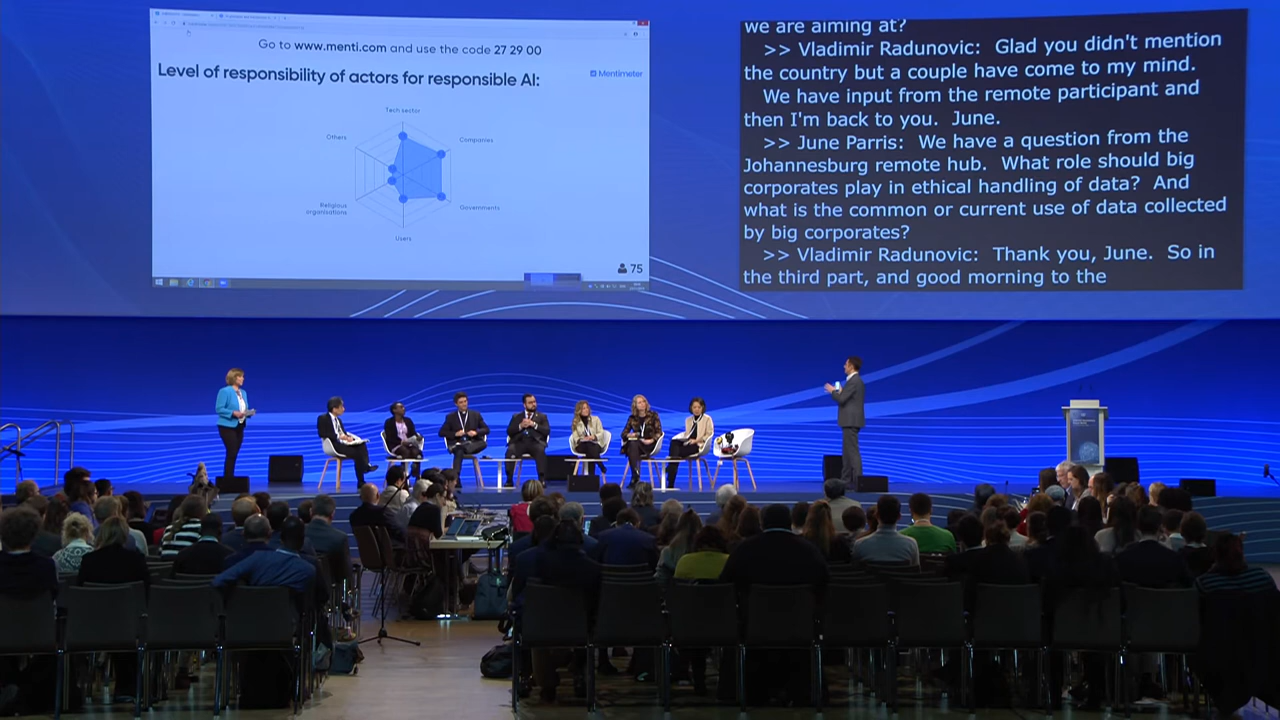 Go to www.menti.com and use the code 27 29 00
Level of responsibility of actors for responsible AI:
Mentimeter
Tech sector
Others
Companies
Religious
organisations
Governments
Users
75
we are aiming at?
>> Vladimir Radunovic: Glad you didn't mention
the country but a couple have come to my mind.
We have input from the remote participant and
then I'm back to you. June.
>> June Parris: We have a question from the
Johannesburg remote hub. What role should big
corporates play in ethical handling of data? And
what is the common or current use of data collected
by big corporates?
>> Vladimir Radunovic: Thank you, June. So in
the third part, and good morning to the